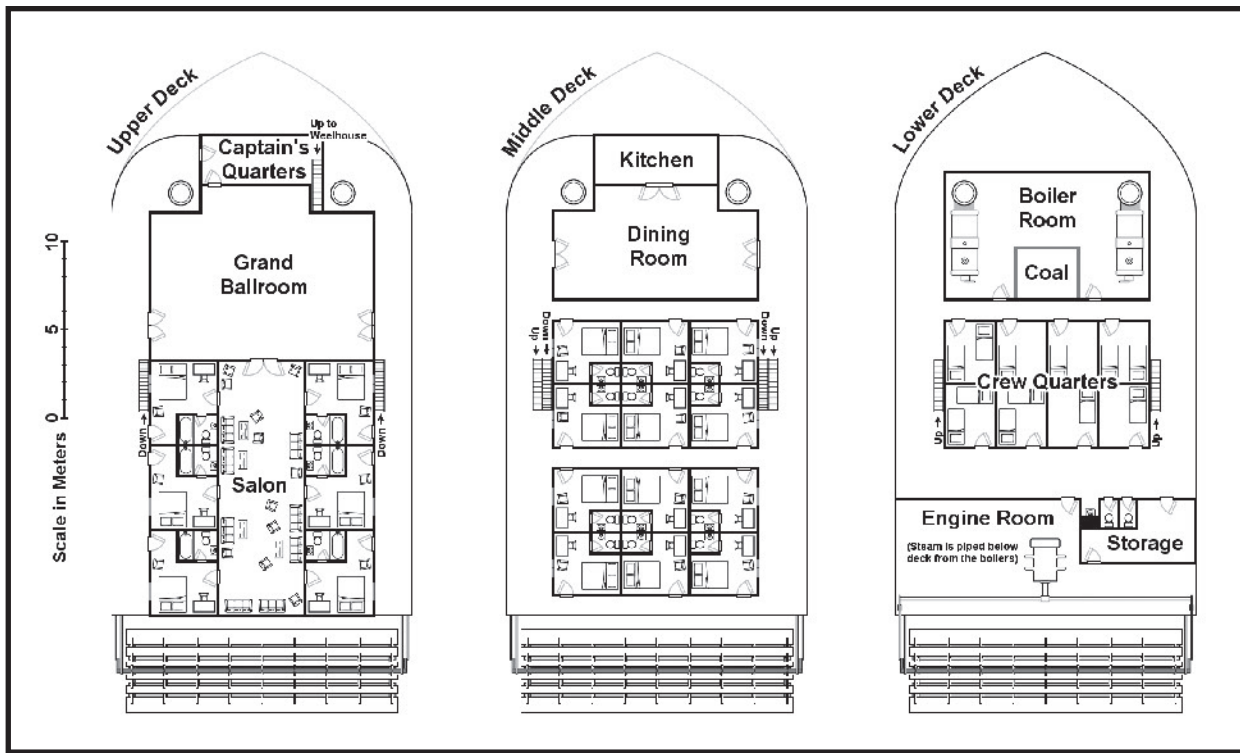 Upper Deck
Up to
Weelhouse
Captain's
Quarters
Grand
Ballroom
Salon
Down
Down
10
5
0
Scale in Meters
Middle Deck
Kitchen
Dining
Room
Down
Up
Down
Up
Lower Deck
Boiler
Room
Coal
Crew Quarters
Up
Up
Engine Room
(Steam is piped below
deck from the boilers)
Storage